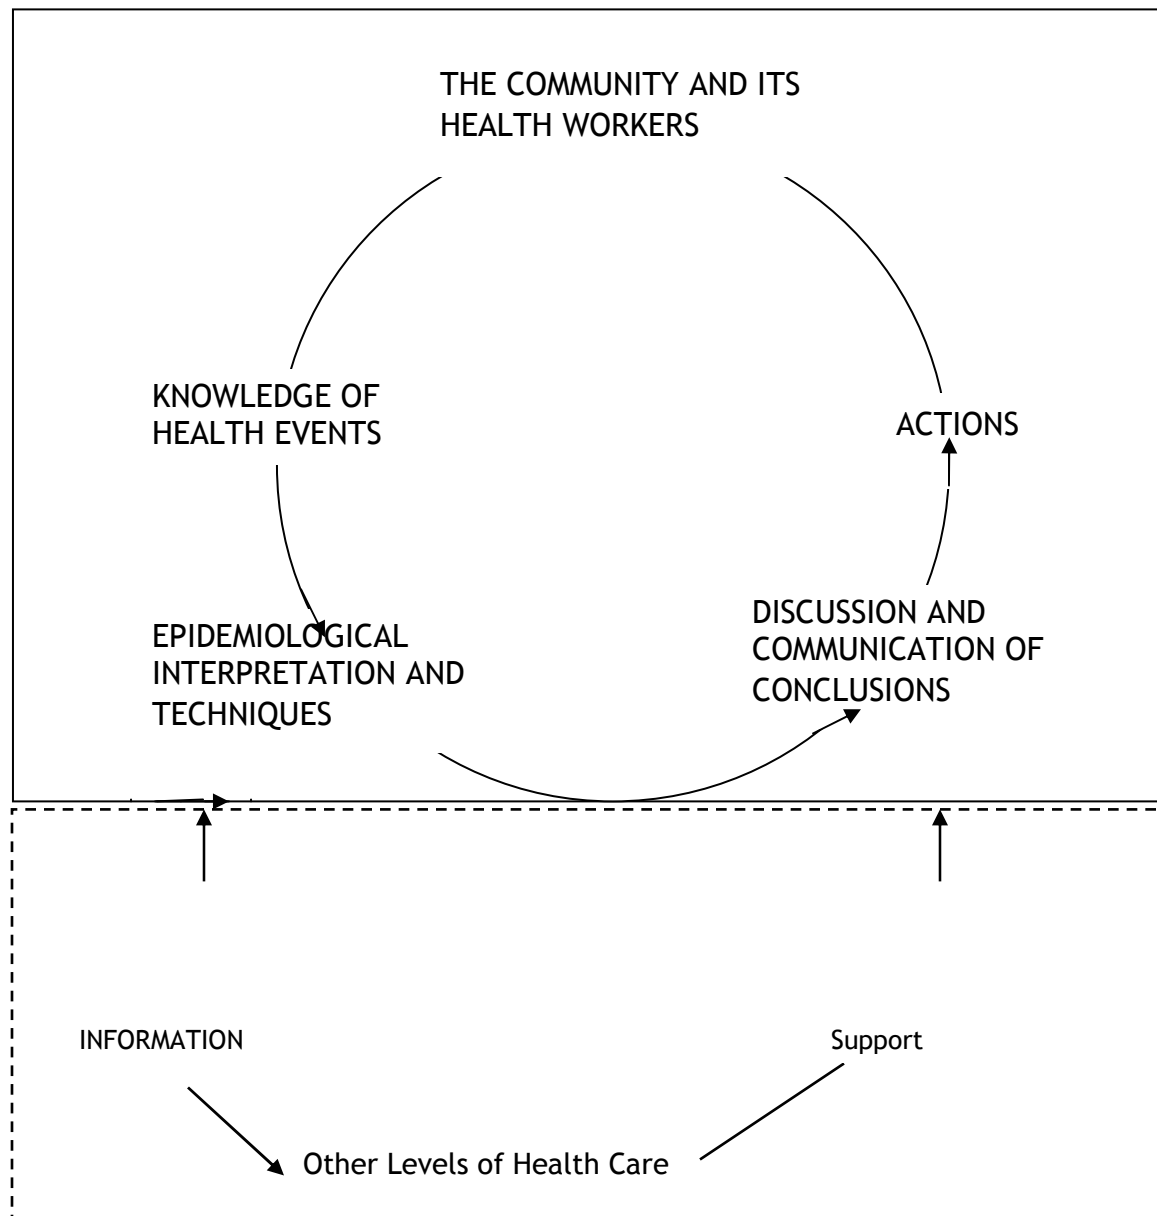 THE COMMUNITY AND ITS
HEALTH WORKERS
KNOWLEDGE OF
HEALTH EVENTS
ACTIONS
EPIDEMIOLOGICAL
INTERPRETATION AND
TECHNIQUES
DISCUSSION AND
COMMUNICATION OF
CONCLUSIONS
INFORMATION
Support
Other Levels of Health Care